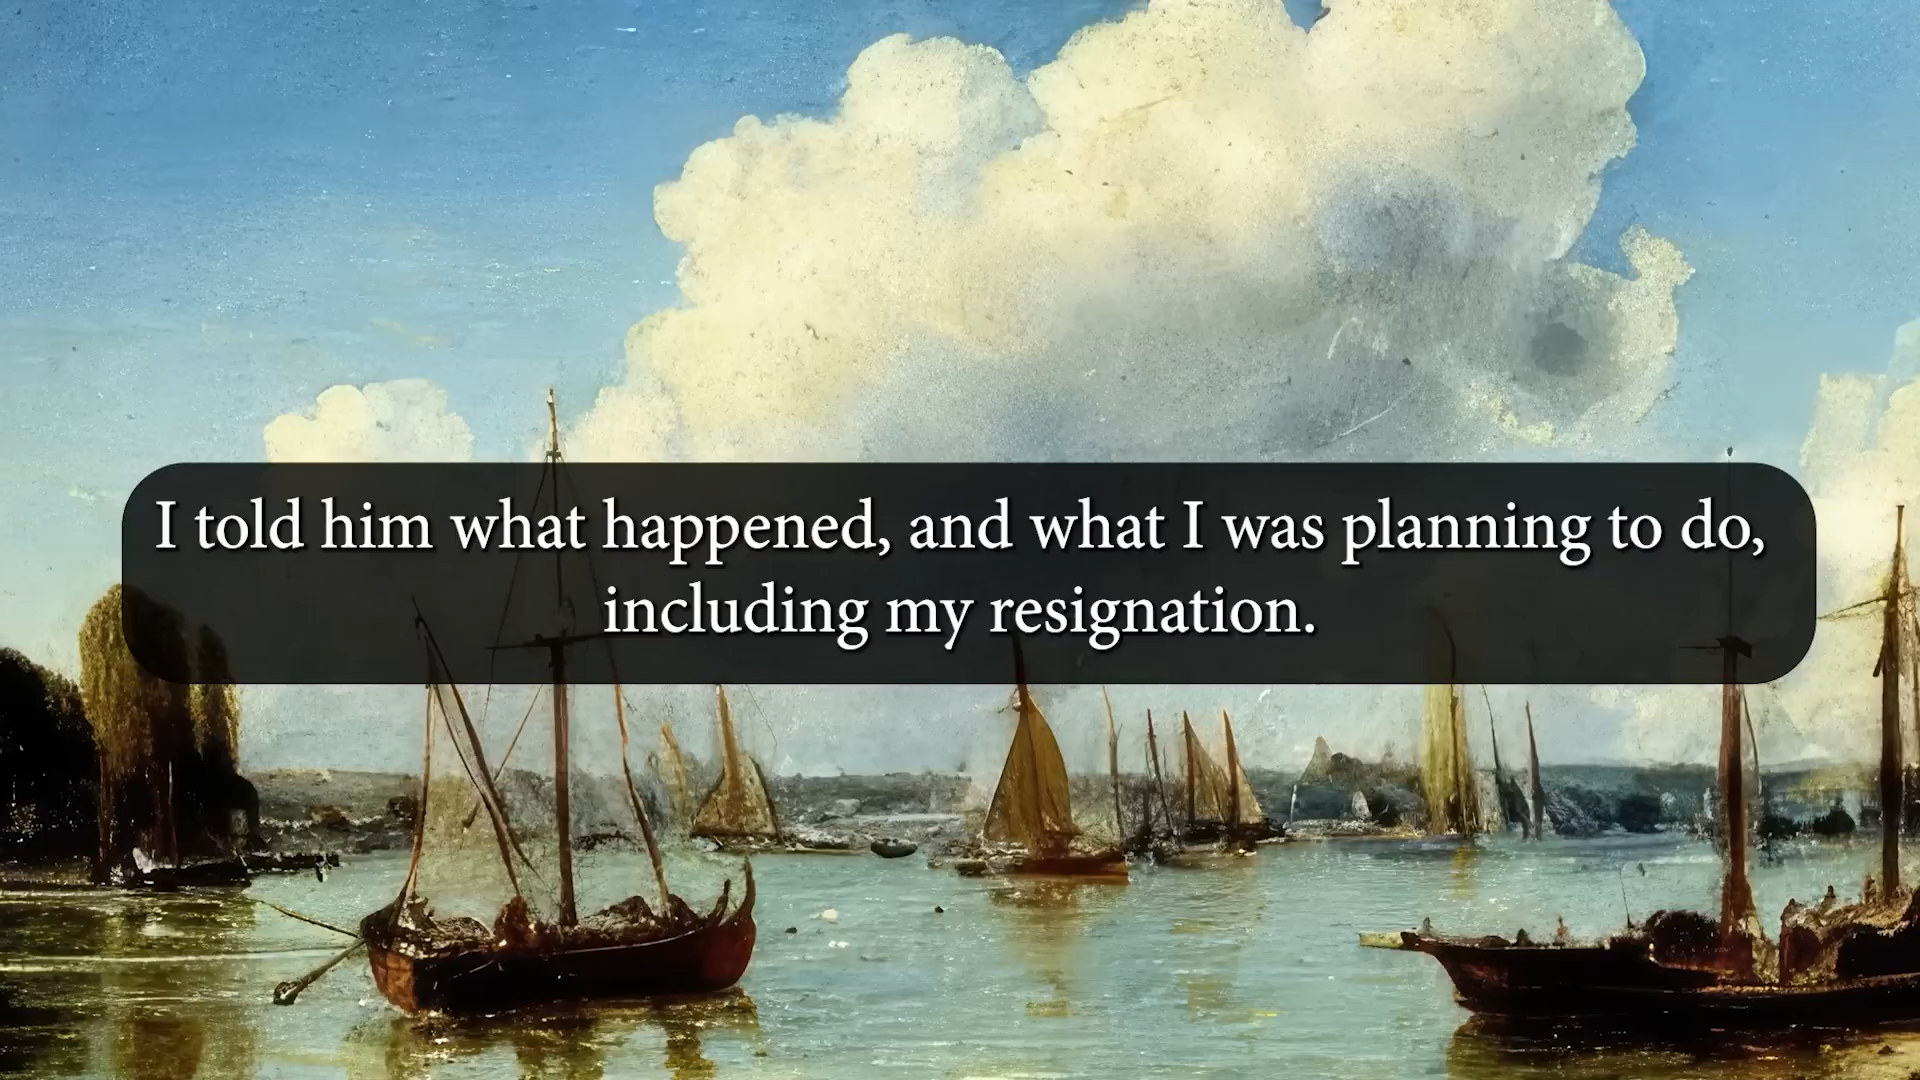 I told him what happened, and what I was planning to do,
including my resignation.